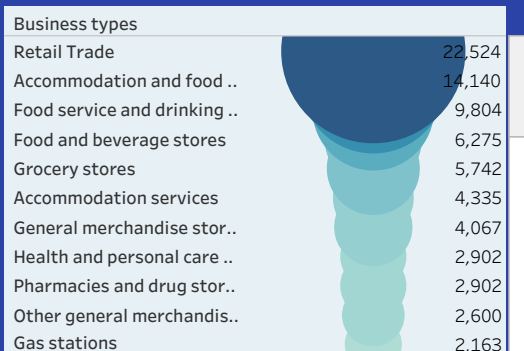 Business types
Retail Trade 22,524
Accommodation and food .. 14,140
Food service and drinking .. 9,804
Food and beverage stores 6,275
Grocery stores 5,742
Accommodation services 4,335
General merchandise stor.. 4,067
Health and personal care .. 2,902
Pharmacies and drug stor.. 2,902
Other general merchandis.. 2,600
Gas stations 2,163